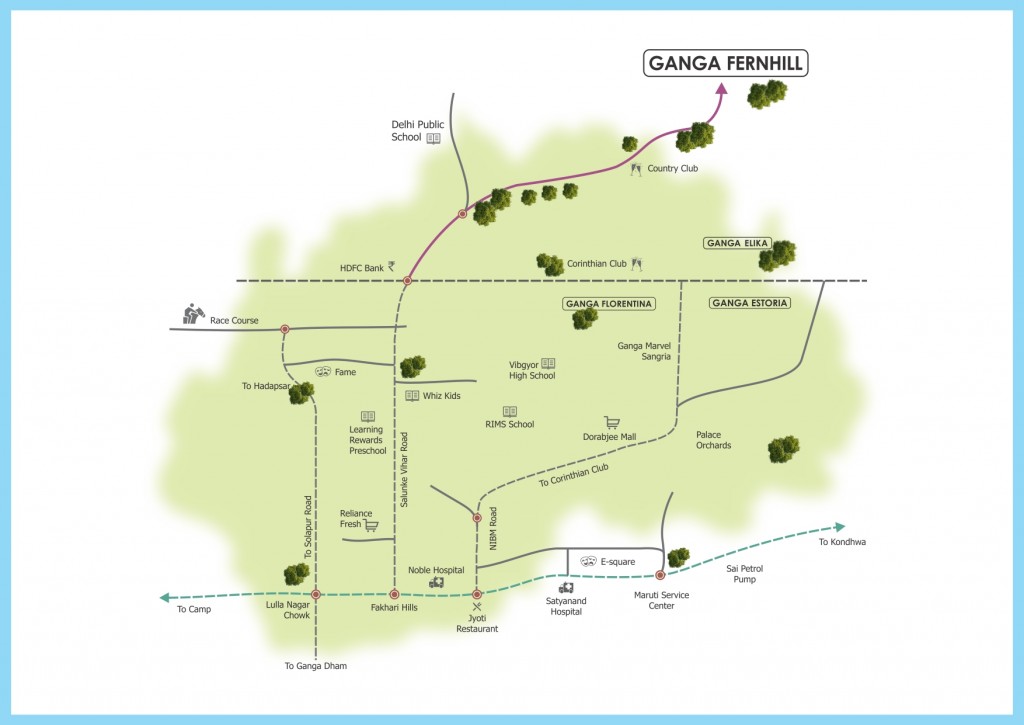 GANGA FERNHILL
Delhi Public
School
Country Club
GANGA ELIKA
HDFC Bank
Corinthian Club
GANGA FLORENTINA
GANGA ESTORIA
Race Course
Ganga Marvel
Sangria
Vibgyor
High School
Fame
To Hadapsar
Whiz Kids
RIMS School
Learning
Rewards
Preschool
Dorabjee Mall
Palace
Orchards
Salunke Vihar Road
To Corinthian Club
To Solapur Road
Reliance
Fresh
NIBM Road
To Kondhwa
E-square
Noble Hospital
Sai Petrol
Pump
To Camp
Lulla Nagar
Chowk
Fakhari Hills
Jyoti
Restaurant
Satyanand
Hospital
Maruti Service
Center
To Ganga Dham